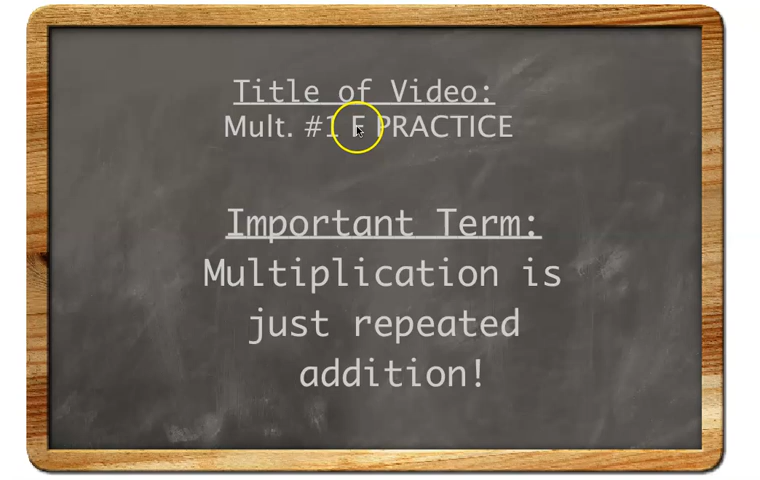 Title of Video:
Mult. #1 E PRACTICE
Important Term:
Multiplication is
just repeated
addition!